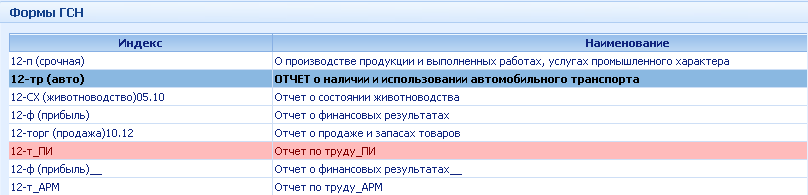 Формы ГСН
Индекс Наименование
12-п (срочная) О производстве продукции и выполненных работах, услугах промышленного характера
12-тр (авто) ОТЧЕТ о наличии и использовании автомобильного транспорта
12-СХ (животноводство)05.10 Отчет о состоянии животноводства
12-ф (прибыль) Отчет о финансовых результатах
12-торг (продажа)10.12 Отчет о продаже и запасах товаров
12-т_ПИ Отчет по труду_ПИ
12-ф (прибыль)__ Отчет о финансовых результатах__
12-т_АРМ Отчет по труду_АРМ